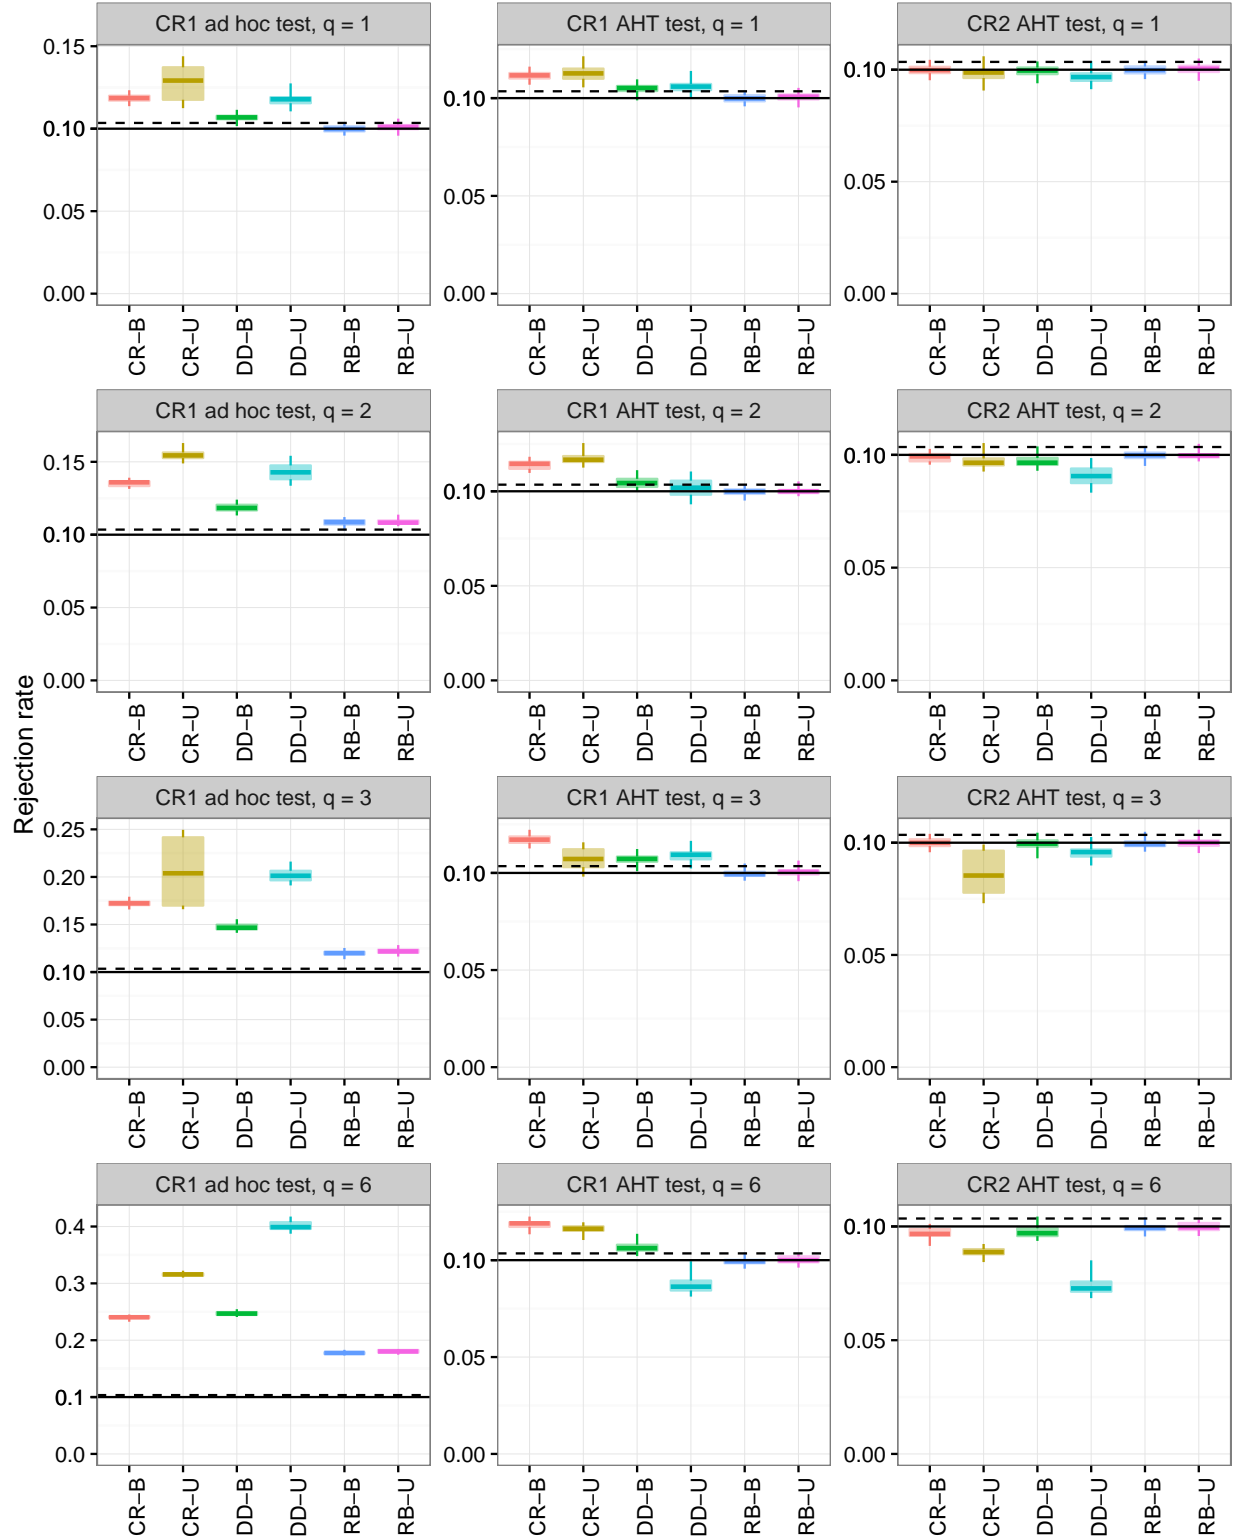 Rejection rate
CR1 ad hoc test, q = 1
0.15
0.10
0.05
0.00
CR−B
CR−U
DD−B
DD−U
RB−B
RB−U
CR1 AHT test, q = 1
0.10
0.05
0.00
CR−B
CR−U
DD−B
DD−U
RB−B
RB−U
CR2 AHT test, q = 1
0.10
0.05
0.00
CR−B
CR−U
DD−B
DD−U
RB−B
RB−U
CR1 ad hoc test, q = 2
0.15
0.10
0.05
0.00
CR−B
CR−U
DD−B
DD−U
RB−B
RB−U
CR1 AHT test, q = 2
0.10
0.05
0.00
CR−B
CR−U
DD−B
DD−U
RB−B
RB−U
CR2 AHT test, q = 2
0.10
0.05
0.00
CR−B
CR−U
DD−B
DD−U
RB−B
RB−U
CR1 ad hoc test, q = 3
0.25
0.20
0.15
0.10
0.05
0.00
CR−B
CR−U
DD−B
DD−U
RB−B
RB−U
CR1 AHT test, q = 3
0.10
0.05
0.00
CR−B
CR−U
DD−B
DD−U
RB−B
RB−U
CR2 AHT test, q = 3
0.10
0.05
0.00
CR−B
CR−U
DD−B
DD−U
RB−B
RB−U
CR1 ad hoc test, q = 6
0.4
0.3
0.2
0.1
0.0
CR−B
CR−U
DD−B
DD−U
RB−B
RB−U
CR1 AHT test, q = 6
0.10
0.05
0.00
CR−B
CR−U
DD−B
DD−U
RB−B
RB−U
CR2 AHT test, q = 6
0.10
0.05
0.00
CR−B
CR−U
DD−B
DD−U
RB−B
RB−U